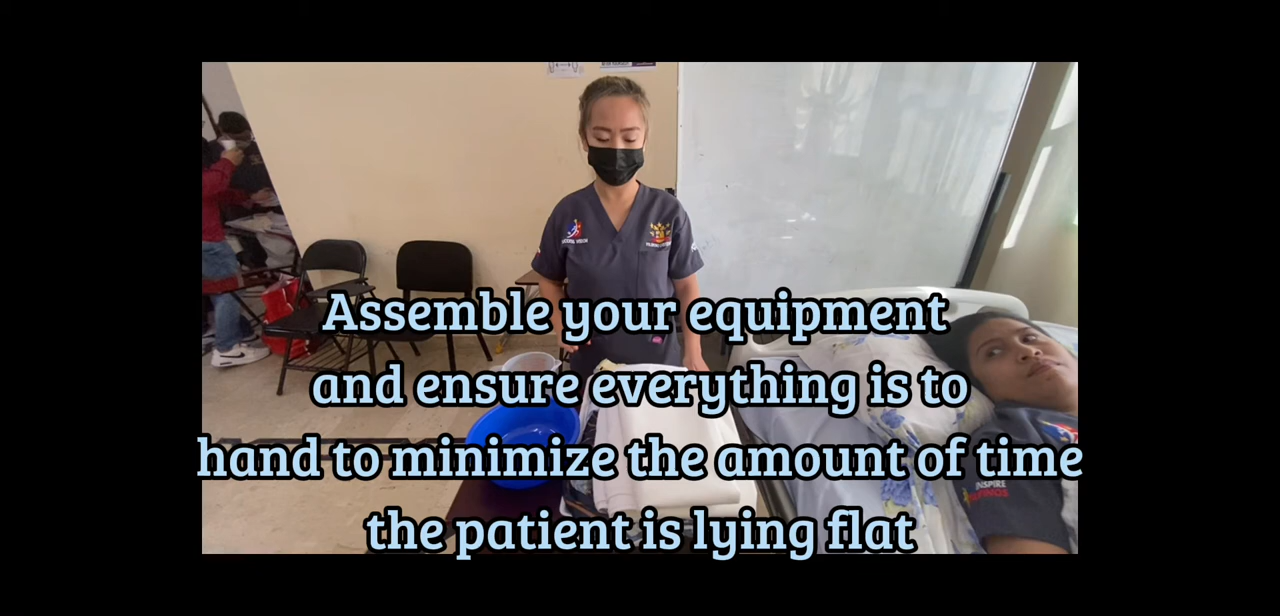 Assemble your equipment
and ensure everything is to
hand to minimize the amount of time
the patient is lying flat
INSPIRE